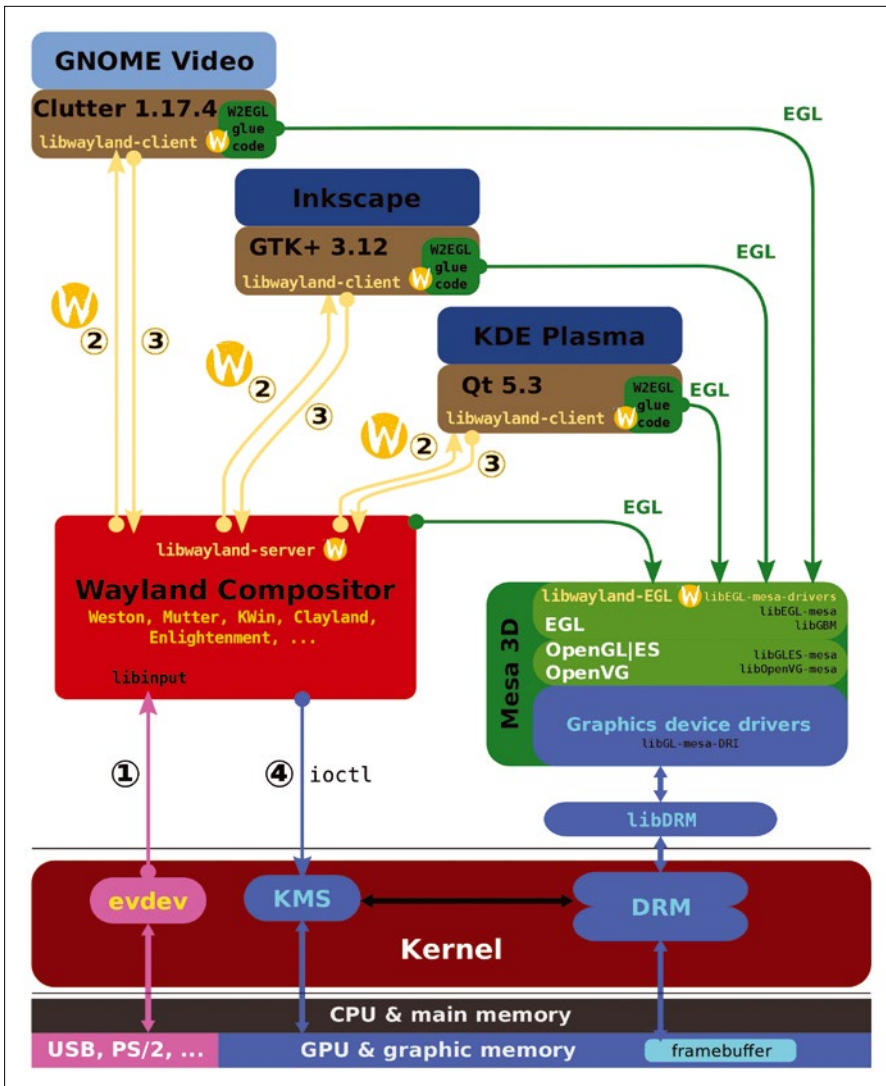 GNOME Video
Clutter 1.17.4
libwayland-client
W
W2EGL
glue
code
EGL
Inkscape
GTK+ 3.12
libwayland-client
W
W2EGL
glue
code
EGL
W
2
3
W
2
3
KDE Plasma
Qt 5.3
libwayland-client
W
W2EGL
glue
code
EGL
W
2
3
EGL
libwayland-server W
Wayland Compositor
Weston, Mutter, KWin, Clayland,
Enlightenment, ...
libinput
Mesa 3D
libwayland-EGL W libEGL-mesa-drivers
libEGL-mesa
EGL libGBM
OpenGL|ES libGLES-mesa
OpenVG libOpenVG-mesa
Graphics device drivers
libGL-mesa-DRI
1
4 ioctl
libDRM
evdev
KMS
DRM
Kernel
CPU & main memory
USB, PS/2, ...
GPU & graphic memory
framebuffer